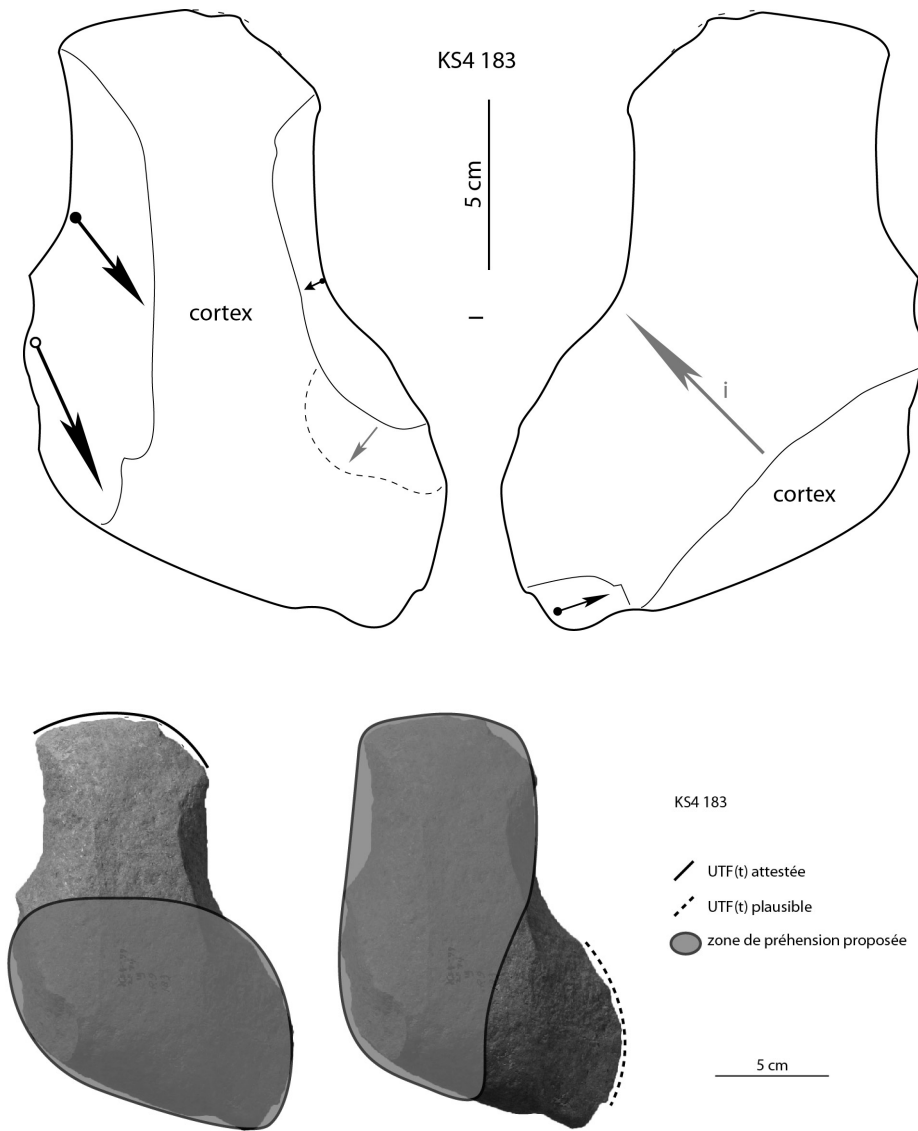 KS4 183
5 cm
cortex
i
cortex
KS4 183
UTF(t) attestée
UTF(t) plausible
zone de préhension proposée
5 cm